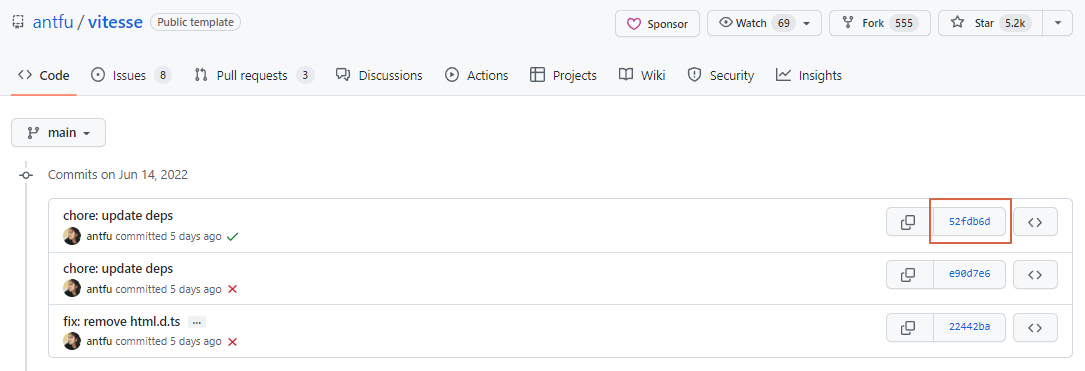 antfu / vitesse Public template Sponsor Watch 69 Fork 555 Star 5.2k
Code Issues 8 Pull requests 3 Discussions Actions Projects Wiki Security Insights
main
Commits on Jun 14, 2022
chore: update deps 52fdb6d
antfu committed 5 days ago
chore: update deps e90d7e6
antfu committed 5 days ago
fix: remove html.d.ts ... 22442ba
antfu committed 5 days ago